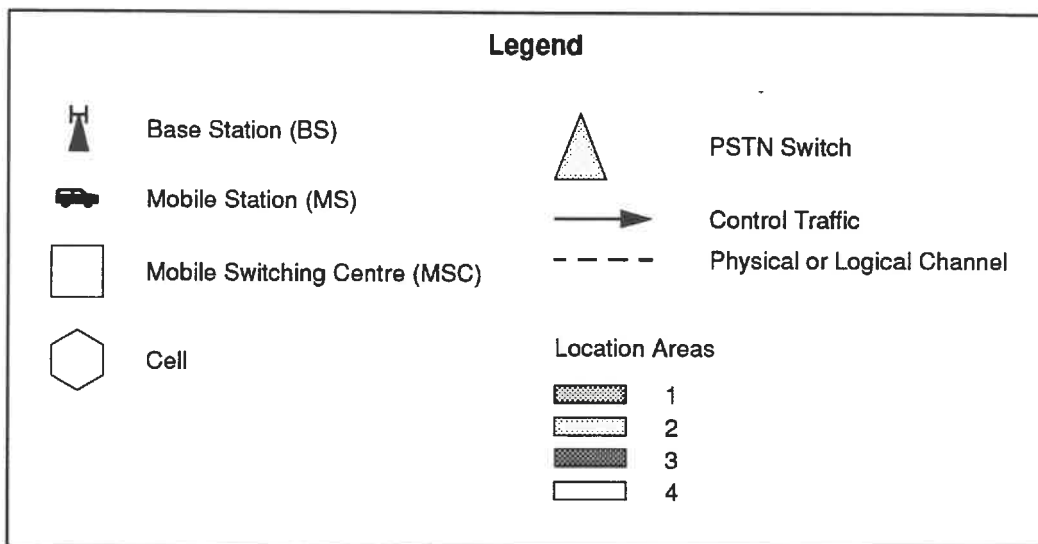 Legend
Base Station (BS)
Mobile Station (MS)
Mobile Switching Centre (MSC)
Cell
PSTN Switch
Control Traffic
Physical or Logical Channel
Location Areas
1
2
3
4